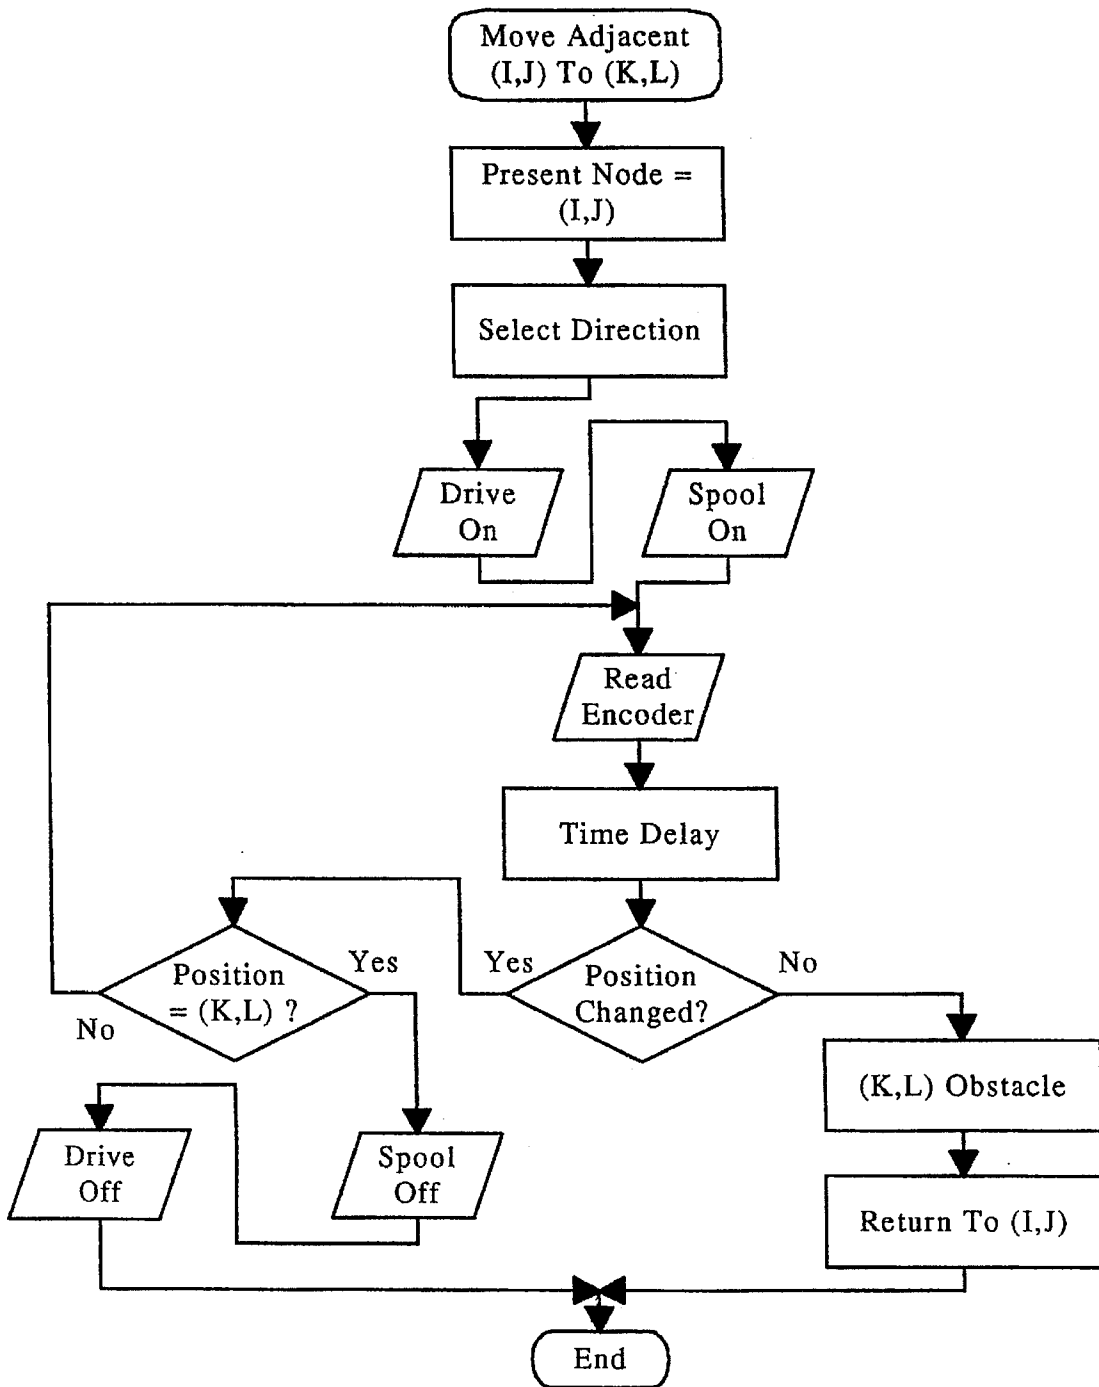 Move Adjacent
(I,J) To (K,L)
Present Node =
(I,J)
Select Direction
Drive
On
Spool
On
Read
Encoder
Time Delay
Position
= (K,L) ?
Yes
No
Position
Changed?
Yes
No
(K,L) Obstacle
Return To (I,J)
Spool
Off
Drive
Off
End